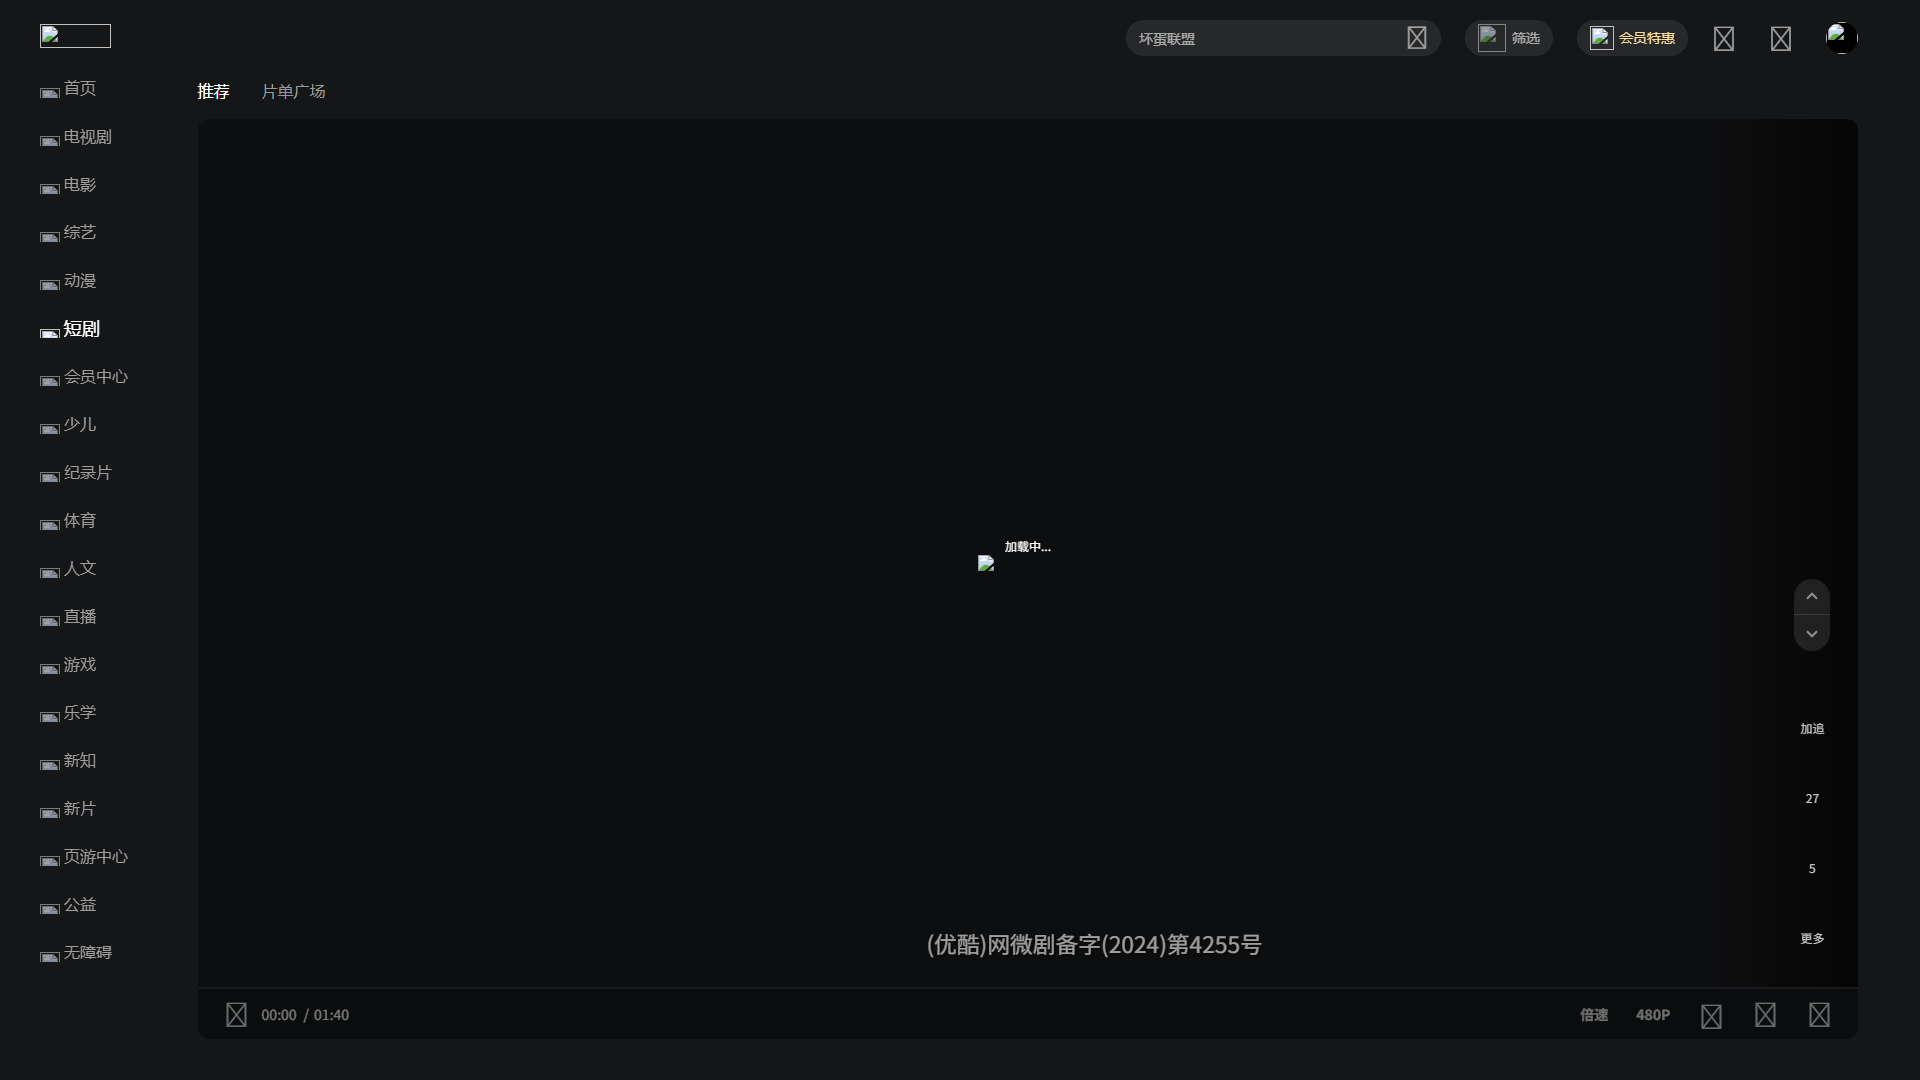 坏蛋联盟
筛选
会员特惠
首页
电视剧
电影
综艺
动漫
短剧
会员中心
少儿
纪录片
体育
人文
直播
游戏
乐学
新知
新片
页游中心
公益
无障碍
推荐
片单广场
加载中...
加追
27
5
更多
(优酷)网微剧备字(2024)第4255号
00:00 / 01:40
倍速
480P